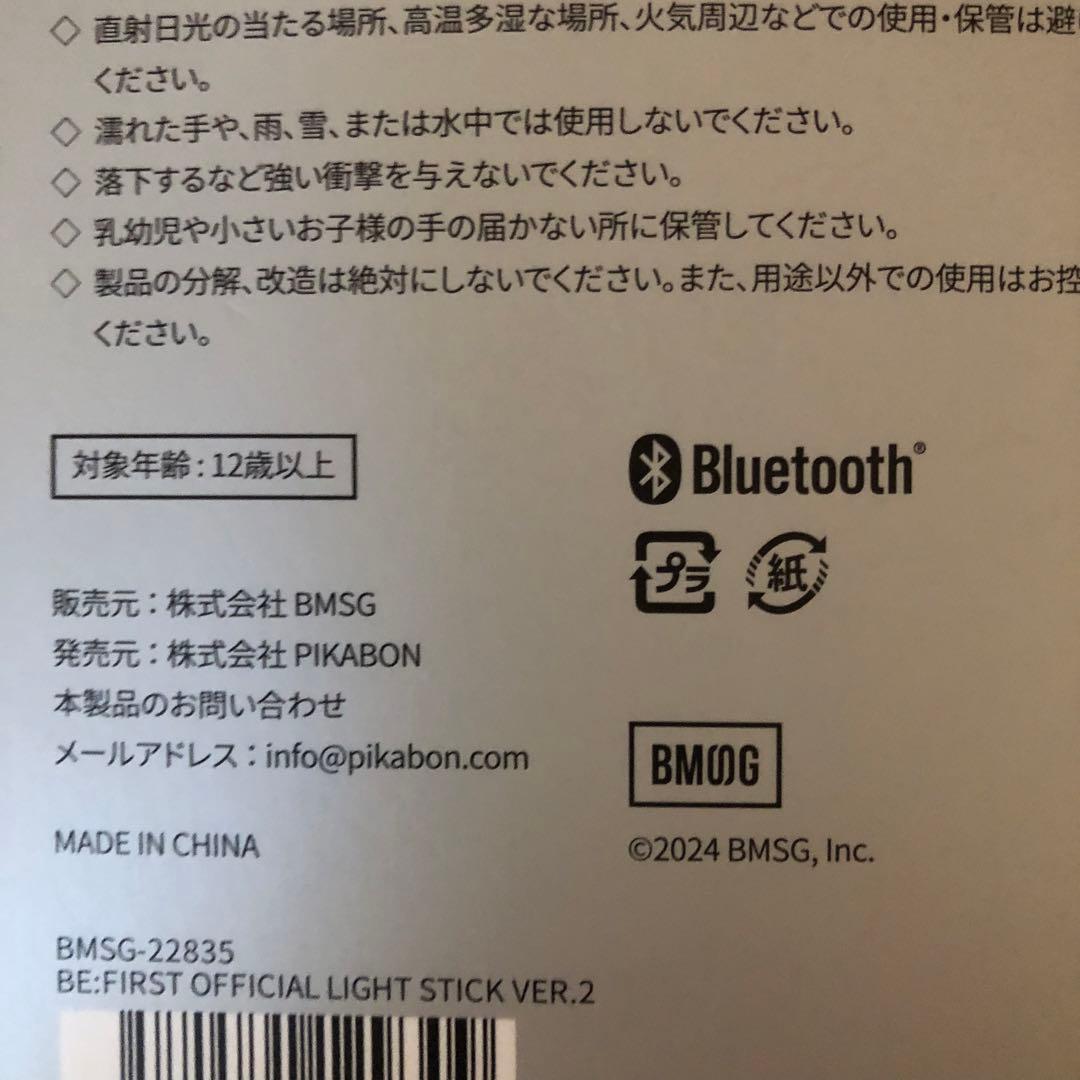 ◇ 直射日光の当たる場所、高温多湿な場所、火気周辺などでの使用・保管は避
ください。
◇ 濡れた手や、雨、雪、または水中では使用しないでください。
◇ 落下するなど強い衝撃を与えないでください。
◇ 乳幼児や小さいお子様の手の届かない所に保管してください。
◇ 製品の分解、改造は絶対にしないでください。また、用途以外での使用はお控
ください。
対象年齢：12歳以上
Bluetooth®
プラ 紙
販売元：株式会社 BMSG
発売元：株式会社 PIKABON
本製品のお問い合わせ
メールアドレス：info@pikabon.com
BMSG
MADE IN CHINA
©2024 BMSG, Inc.
BMSG-22835
BE:FIRST OFFICIAL LIGHT STICK VER.2